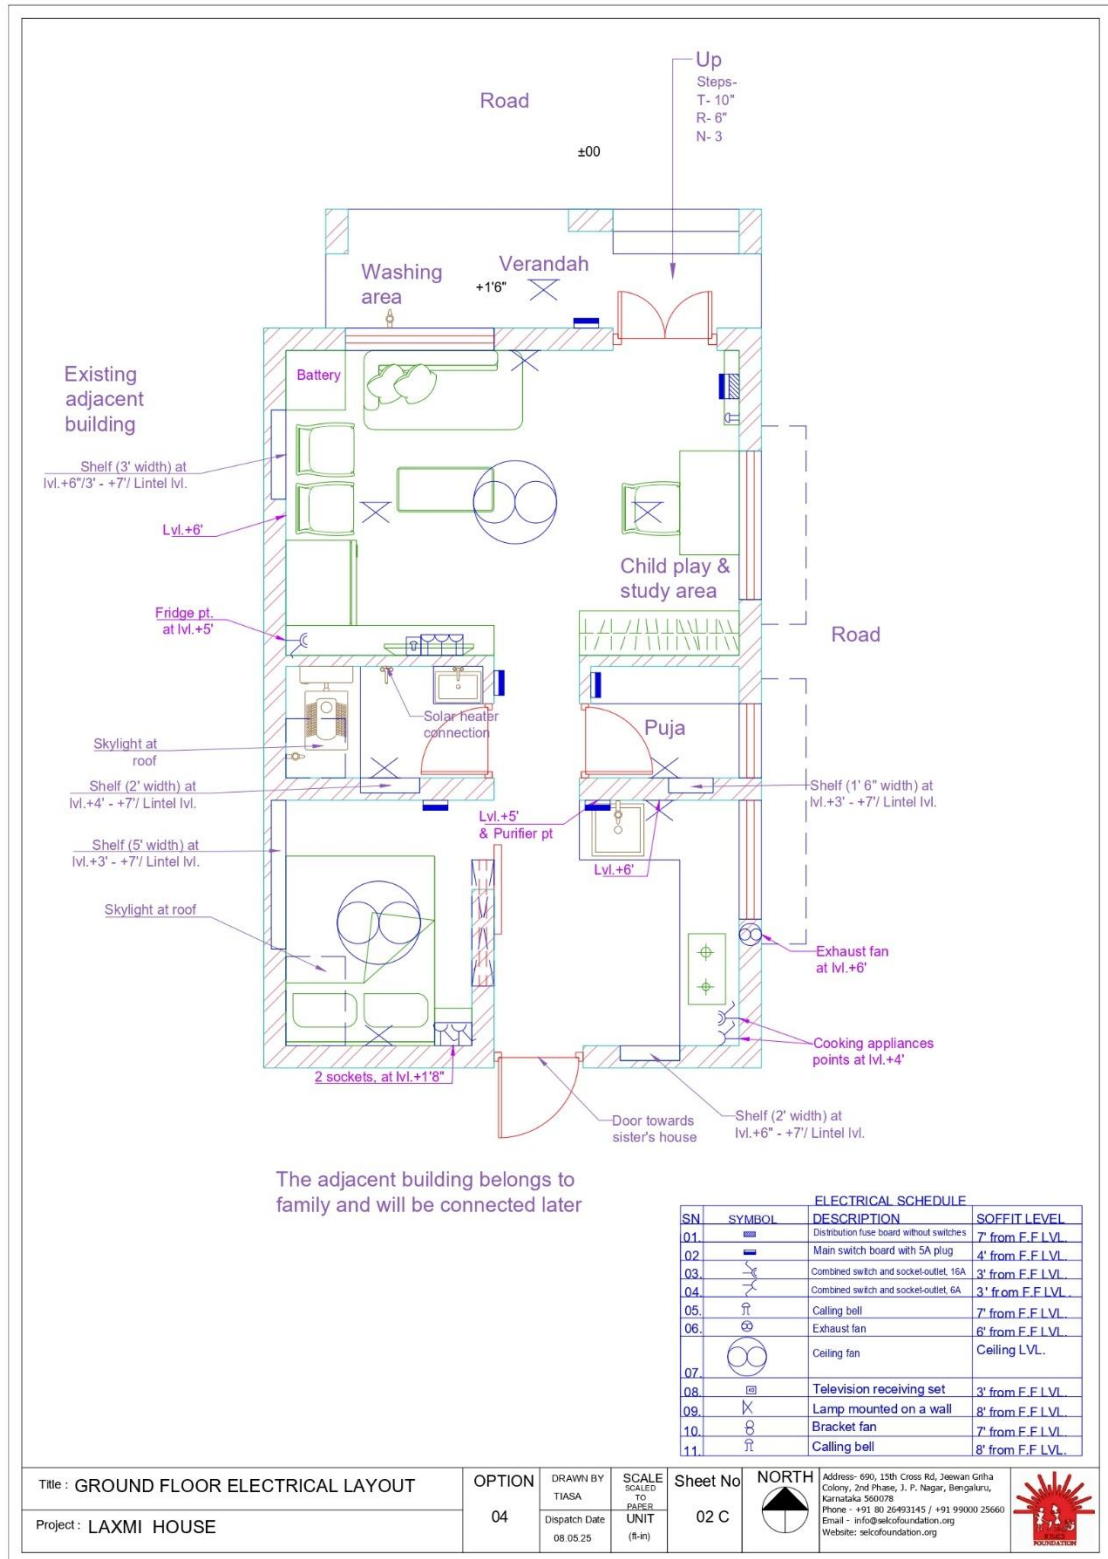 Road
±00
Up
Steps-
T- 10"
R- 6"
N- 3
Washing
area
+1'6"
Verandah
Existing
adjacent
building
Battery
Shelf (3' width) at
lvl.+6"/3' - +7'/ Lintel lvl.
Lvl.+6'
Child play &
study area
Fridge pt.
at lvl.+5'
Road
Solar heater
connection
Puja
Skylight at
roof
Shelf (2' width) at
lvl.+4' - +7'/ Lintel lvl.
Shelf (1' 6" width) at
lvl.+3' - +7'/ Lintel lvl.
Lvl.+5'
& Purifier pt
Shelf (5' width) at
lvl.+3' - +7'/ Lintel lvl.
Lvl.+6'
Skylight at roof
Exhaust fan
at lvl.+6'
Cooking appliances
points at lvl.+4'
2 sockets, at lvl.+1'8"
Door towards
sister's house
Shelf (2' width) at
lvl.+6" - +7'/ Lintel lvl.
The adjacent building belongs to
family and will be connected later
ELECTRICAL SCHEDULE
SN SYMBOL DESCRIPTION SOFFIT LEVEL
01. Distribution fuse board without switches 7' from F.F LVL.
02 Main switch board with 5A plug 4' from F.F LVL.
03. Combined switch and socket-outlet, 16A 3' from F.F LVL.
04. Combined switch and socket-outlet, 6A 3' from F.F LVL.
05. Calling bell 7' from F.F LVL.
06. Exhaust fan 6' from F.F LVL.
07. Ceiling fan Ceiling LVL.
08. Television receiving set 3' from F.F LVL.
09. Lamp mounted on a wall 8' from F.F LVL.
10. Bracket fan 7' from F.F LVL.
11. Calling bell 8' from F.F LVL.
Title : GROUND FLOOR ELECTRICAL LAYOUT
Project : LAXMI HOUSE
OPTION
04
DRAWN BY
TIASA
Dispatch Date
08.05.25
SCALE
SCALED
TO
PAPER
UNIT
(ft-in)
Sheet No
02 C
NORTH
Address- 690, 15th Cross Rd, Jeewan Griha
Colony, 2nd Phase, J. P. Nagar, Bengaluru,
Karnataka 560078
Phone - +91 80 26493145 / +91 99000 25660
Email - info@selcofoundation.org
Website: selcofoundation.org
FOUNDATION